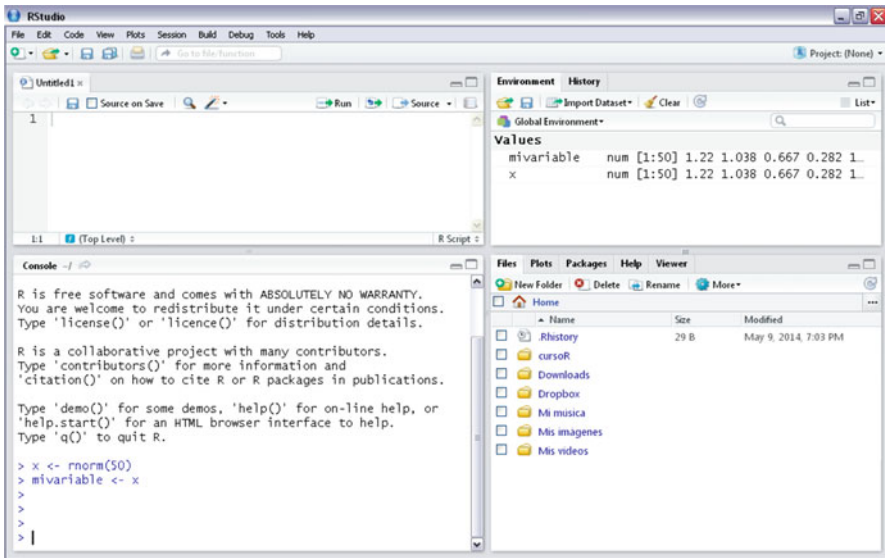 RStudio
File Edit Code View Plots Session Build Debug Tools Help
Go to file/function
Project: (None)
Untitled1
Source on Save
Run
Source
1
1:1
(Top Level)
R Script
Console ~/
R is free software and comes with ABSOLUTELY NO WARRANTY.
You are welcome to redistribute it under certain conditions.
Type 'license()' or 'licence()' for distribution details.
R is a collaborative project with many contributors.
Type 'contributors()' for more information and
'citation()' on how to cite R or R packages in publications.
Type 'demo()' for some demos, 'help()' for on-line help, or
'help.start()' for an HTML browser interface to help.
Type 'q()' to quit R.
> x <- rnorm(50)
> mivariable <- x
>
>
>
>
Environment History
Import Dataset Clear
List
Global Environment
Values
mivariable num [1:50] 1.22 1.038 0.667 0.282 1…
x num [1:50] 1.22 1.038 0.667 0.282 1…
Files Plots Packages Help Viewer
New Folder Delete Rename More
Home
Name Size Modified
.Rhistory 29 B May 9, 2014, 7:03 PM
cursoR
Downloads
Dropbox
Mi música
Mis imágenes
Mis videos